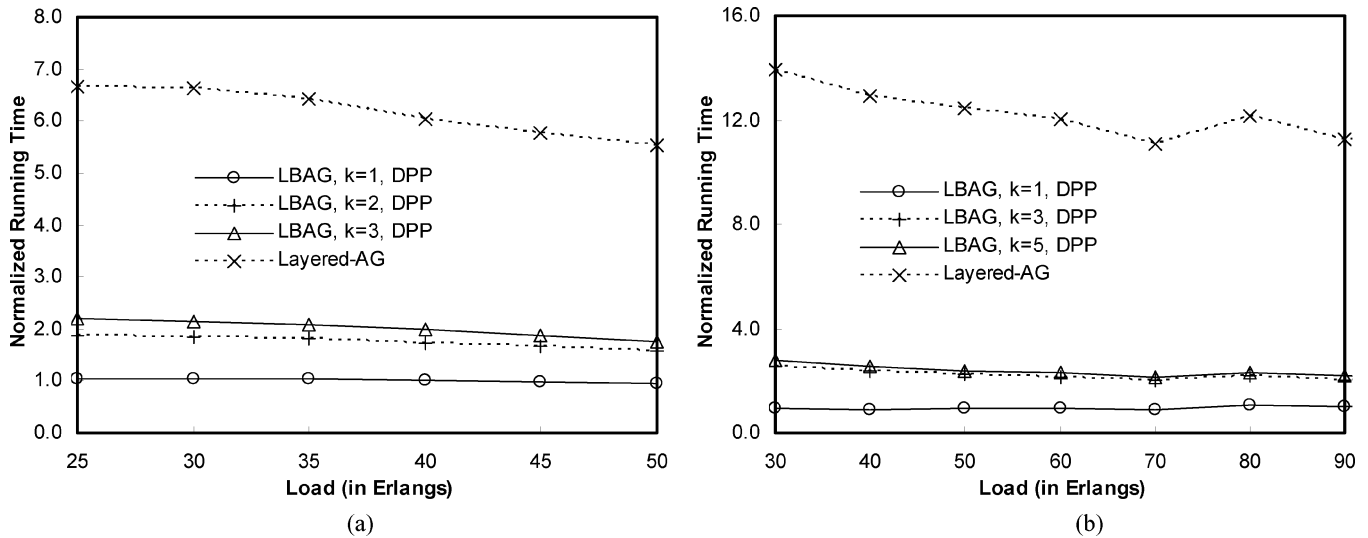 8.0
7.0
6.0
5.0
4.0
3.0
2.0
1.0
0.0
Normalized Running Time
LBAG, k=1, DPP
LBAG, k=2, DPP
LBAG, k=3, DPP
Layered-AG
25 30 35 40 45 50
Load (in Erlangs)
(a)
16.0
12.0
8.0
4.0
0.0
Normalized Running Time
LBAG, k=1, DPP
LBAG, k=3, DPP
LBAG, k=5, DPP
Layered-AG
30 40 50 60 70 80 90
Load (in Erlangs)
(b)